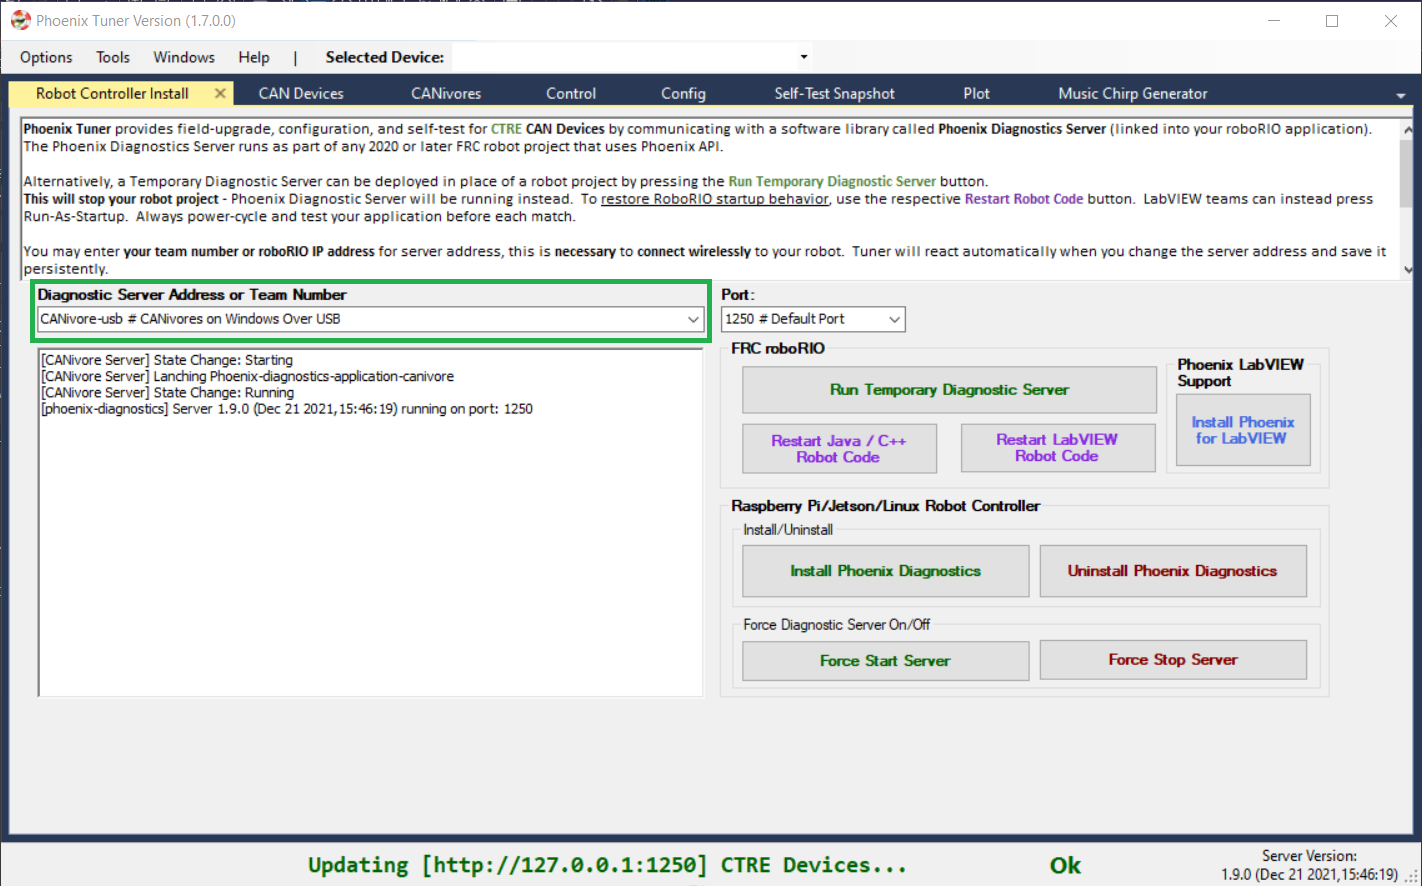 Phoenix Tuner Version (1.7.0.0)
Options Tools Windows Help | Selected Device:
Robot Controller Install CAN Devices CANivores Control Config Self-Test Snapshot Plot Music Chirp Generator
Phoenix Tuner provides field-upgrade, configuration, and self-test for CTRE CAN Devices by communicating with a software library called Phoenix Diagnostics Server (linked into your roboRIO application).
The Phoenix Diagnostics Server runs as part of any 2020 or later FRC robot project that uses Phoenix API.
Alternatively, a Temporary Diagnostic Server can be deployed in place of a robot project by pressing the Run Temporary Diagnostic Server button.
This will stop your robot project - Phoenix Diagnostic Server will be running instead. To restore RoboRIO startup behavior, use the respective Restart Robot Code button. LabVIEW teams can instead press
Run-As-Startup. Always power-cycle and test your application before each match.
You may enter your team number or roboRIO IP address for server address, this is necessary to connect wirelessly to your robot. Tuner will react automatically when you change the server address and save it
persistently.
Diagnostic Server Address or Team Number
CANivore-usb # CANivores on Windows Over USB
Port:
1250 # Default Port
[CANivore Server] State Change: Starting
[CANivore Server] Lanching Phoenix-diagnostics-application-canivore
[CANivore Server] State Change: Running
[phoenix-diagnostics] Server 1.9.0 (Dec 21 2021,15:46:19) running on port: 1250
FRC roboRIO
Run Temporary Diagnostic Server
Restart Java / C++
Robot Code
Restart LabVIEW
Robot Code
Phoenix LabVIEW
Support
Install Phoenix
for LabVIEW
Raspberry Pi/Jetson/Linux Robot Controller
Install/Uninstall
Install Phoenix Diagnostics
Uninstall Phoenix Diagnostics
Force Diagnostic Server On/Off
Force Start Server
Force Stop Server
Updating [http://127.0.0.1:1250] CTRE Devices...
Ok
Server Version:
1.9.0 (Dec 21 2021,15:46:19)